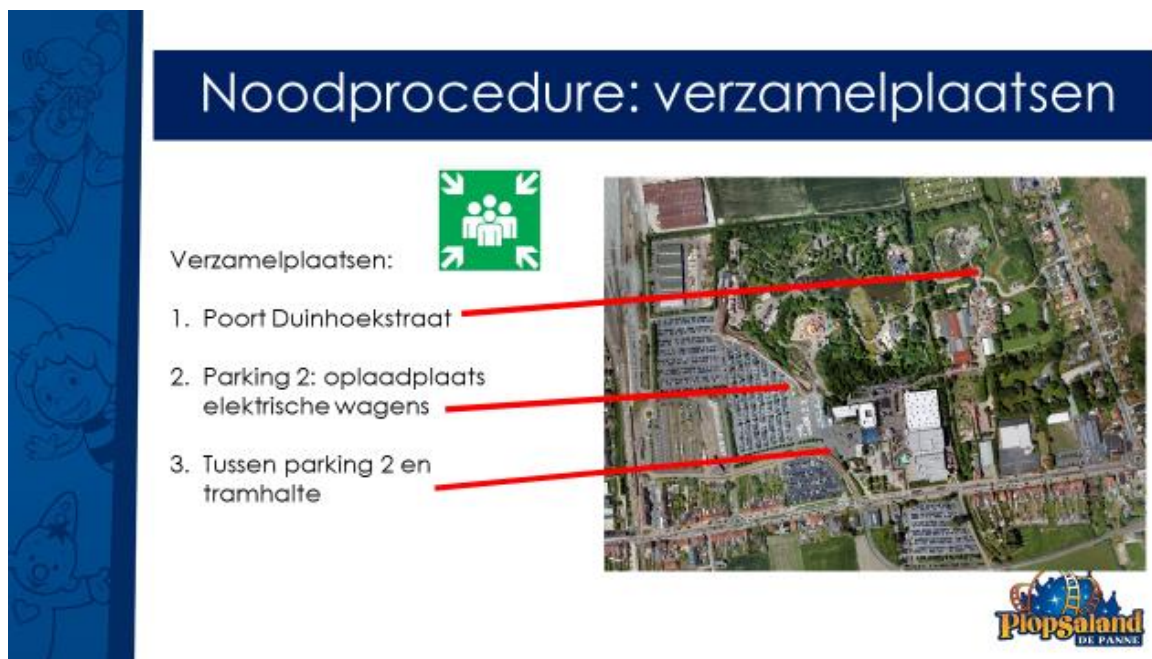 Noodprocedure: verzamelplaatsen
Verzamelplaatsen:
1. Poort Duinhoekstraat
2. Parking 2: oplaadplaats
elektrische wagens
3. Tussen parking 2 en
tramhalte
Plopsaland
DE PANNE